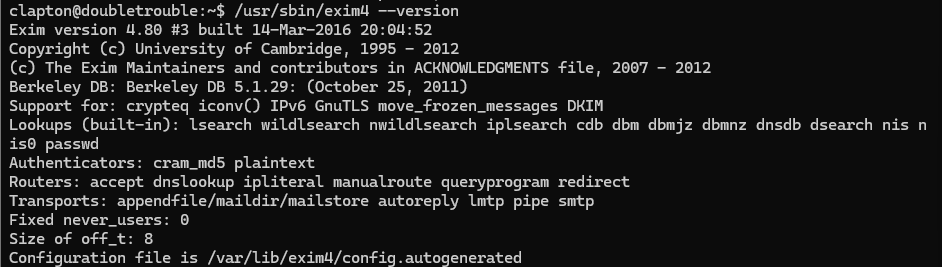 clapton@doubletrouble:~$ /usr/sbin/exim4 --version
Exim version 4.80 #3 built 14-Mar-2016 20:04:52
Copyright (c) University of Cambridge, 1995 - 2012
(c) The Exim Maintainers and contributors in ACKNOWLEDGMENTS file, 2007 - 2012
Berkeley DB: Berkeley DB 5.1.29: (October 25, 2011)
Support for: crypteq iconv() IPv6 GnuTLS move_frozen_messages DKIM
Lookups (built-in): lsearch wildlsearch nwildlsearch iplsearch cdb dbm dbmjz dbmnz dnsdb dsearch nis n
is0 passwd
Authenticators: cram_md5 plaintext
Routers: accept dnslookup ipliteral manualroute queryprogram redirect
Transports: appendfile/maildir/mailstore autoreply lmtp pipe smtp
Fixed never_users: 0
Size of off_t: 8
Configuration file is /var/lib/exim4/config.autogenerated